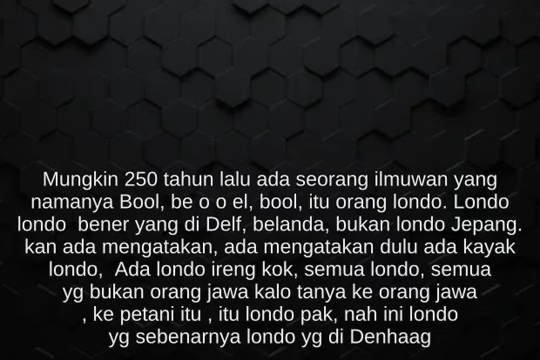 Mungkin 250 tahun lalu ada seorang ilmuwan yang
namanya Bool, be o o el, bool, itu orang londo. Londo
londo  bener yang di Delf, belanda, bukan londo Jepang.
kan ada mengatakan, ada mengatakan dulu ada kayak
londo,  Ada londo ireng kok, semua londo, semua
yg bukan orang jawa kalo tanya ke orang jawa
, ke petani itu , itu londo pak, nah ini londo
yg sebenarnya londo yg di Denhaag